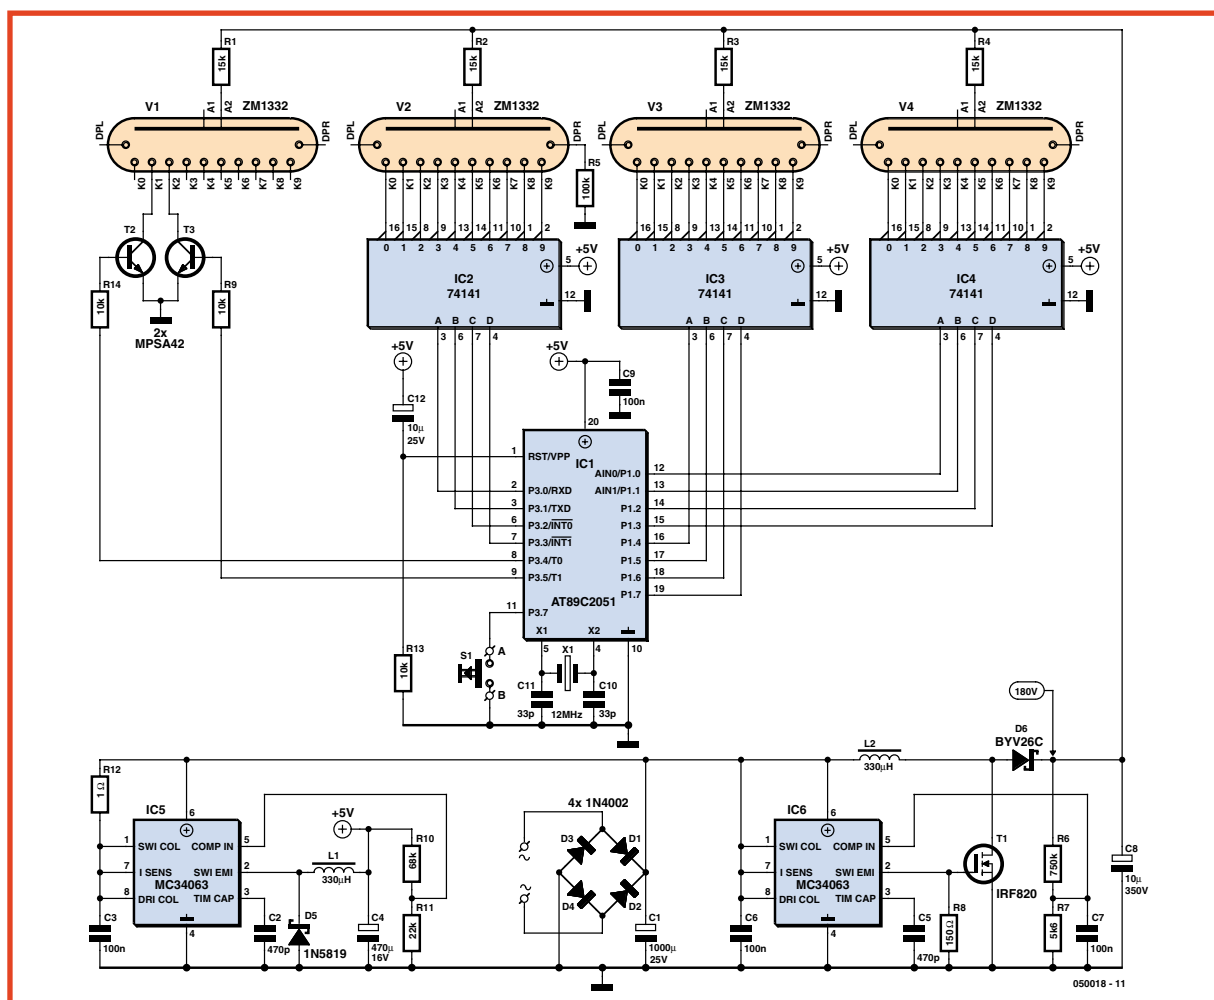 R1
15k
R2
15k
R3
15k
R4
15k
V1
A1
A2
ZM1332
V2
A1
A2
ZM1332
V3
A1
A2
ZM1332
V4
A1
A2
ZM1332
DPL
DPR
DPL
DPR
DPL
DPR
DPL
DPR
K0 K1 K2 K3 K4 K5 K6 K7 K8 K9
K0 K1 K2 K3 K4 K5 K6 K7 K8 K9
K0 K1 K2 K3 K4 K5 K6 K7 K8 K9
K0 K1 K2 K3 K4 K5 K6 K7 K8 K9
R5
100k
T2
T3
R14
10k
R9
10k
2x
MPSA42
16 15 8 9 13 14 11 10 1 2
0 1 2 3 4 5 6 7 8 9
IC2
74141
5
+5V
12
A B C D
3 6 7 4
16 15 8 9 13 14 11 10 1 2
0 1 2 3 4 5 6 7 8 9
IC3
74141
5
+5V
12
A B C D
3 6 7 4
16 15 8 9 13 14 11 10 1 2
0 1 2 3 4 5 6 7 8 9
IC4
74141
5
+5V
12
A B C D
3 6 7 4
+5V
C12
10µ
25V
+5V
C9
100n
20
IC1
1 RST/VPP
2 P3.0/RXD
3 P3.1/TXD
6 P3.2/INT0
7 P3.3/INT1
8 P3.4/T0
9 P3.5/T1
11 P3.7
AIN0/P1.0 12
AIN1/P1.1 13
P1.2 14
P1.3 15
P1.4 16
P1.5 17
P1.6 18
P1.7 19
AT89C2051
X1 X2
5 4 10
R13
10k
S1
A
B
X1
C11
33p
12MHz
C10
33p
180V
R12
1Ω
IC5
6
1 SWI COL
7 I SENS
8 DRI COL
COMP IN 5
SWI EMI 2
TIM CAP 3
MC34063
4
C3
100n
C2
470p
D5
1N5819
L1
330µH
+5V
C4
470µ
16V
R10
68k
R11
22k
4x 1N4002
~
~
D3
D1
D4
D2
C1
1000µ
25V
IC6
6
1 SWI COL
7 I SENS
8 DRI COL
COMP IN 5
SWI EMI 2
TIM CAP 3
MC34063
4
C6
100n
C5
470p
R8
150Ω
L2
330µH
D6
BYV26C
T1
IRF820
R6
750k
R7
5k6
C7
100n
C8
10µ
350V
050018 - 11